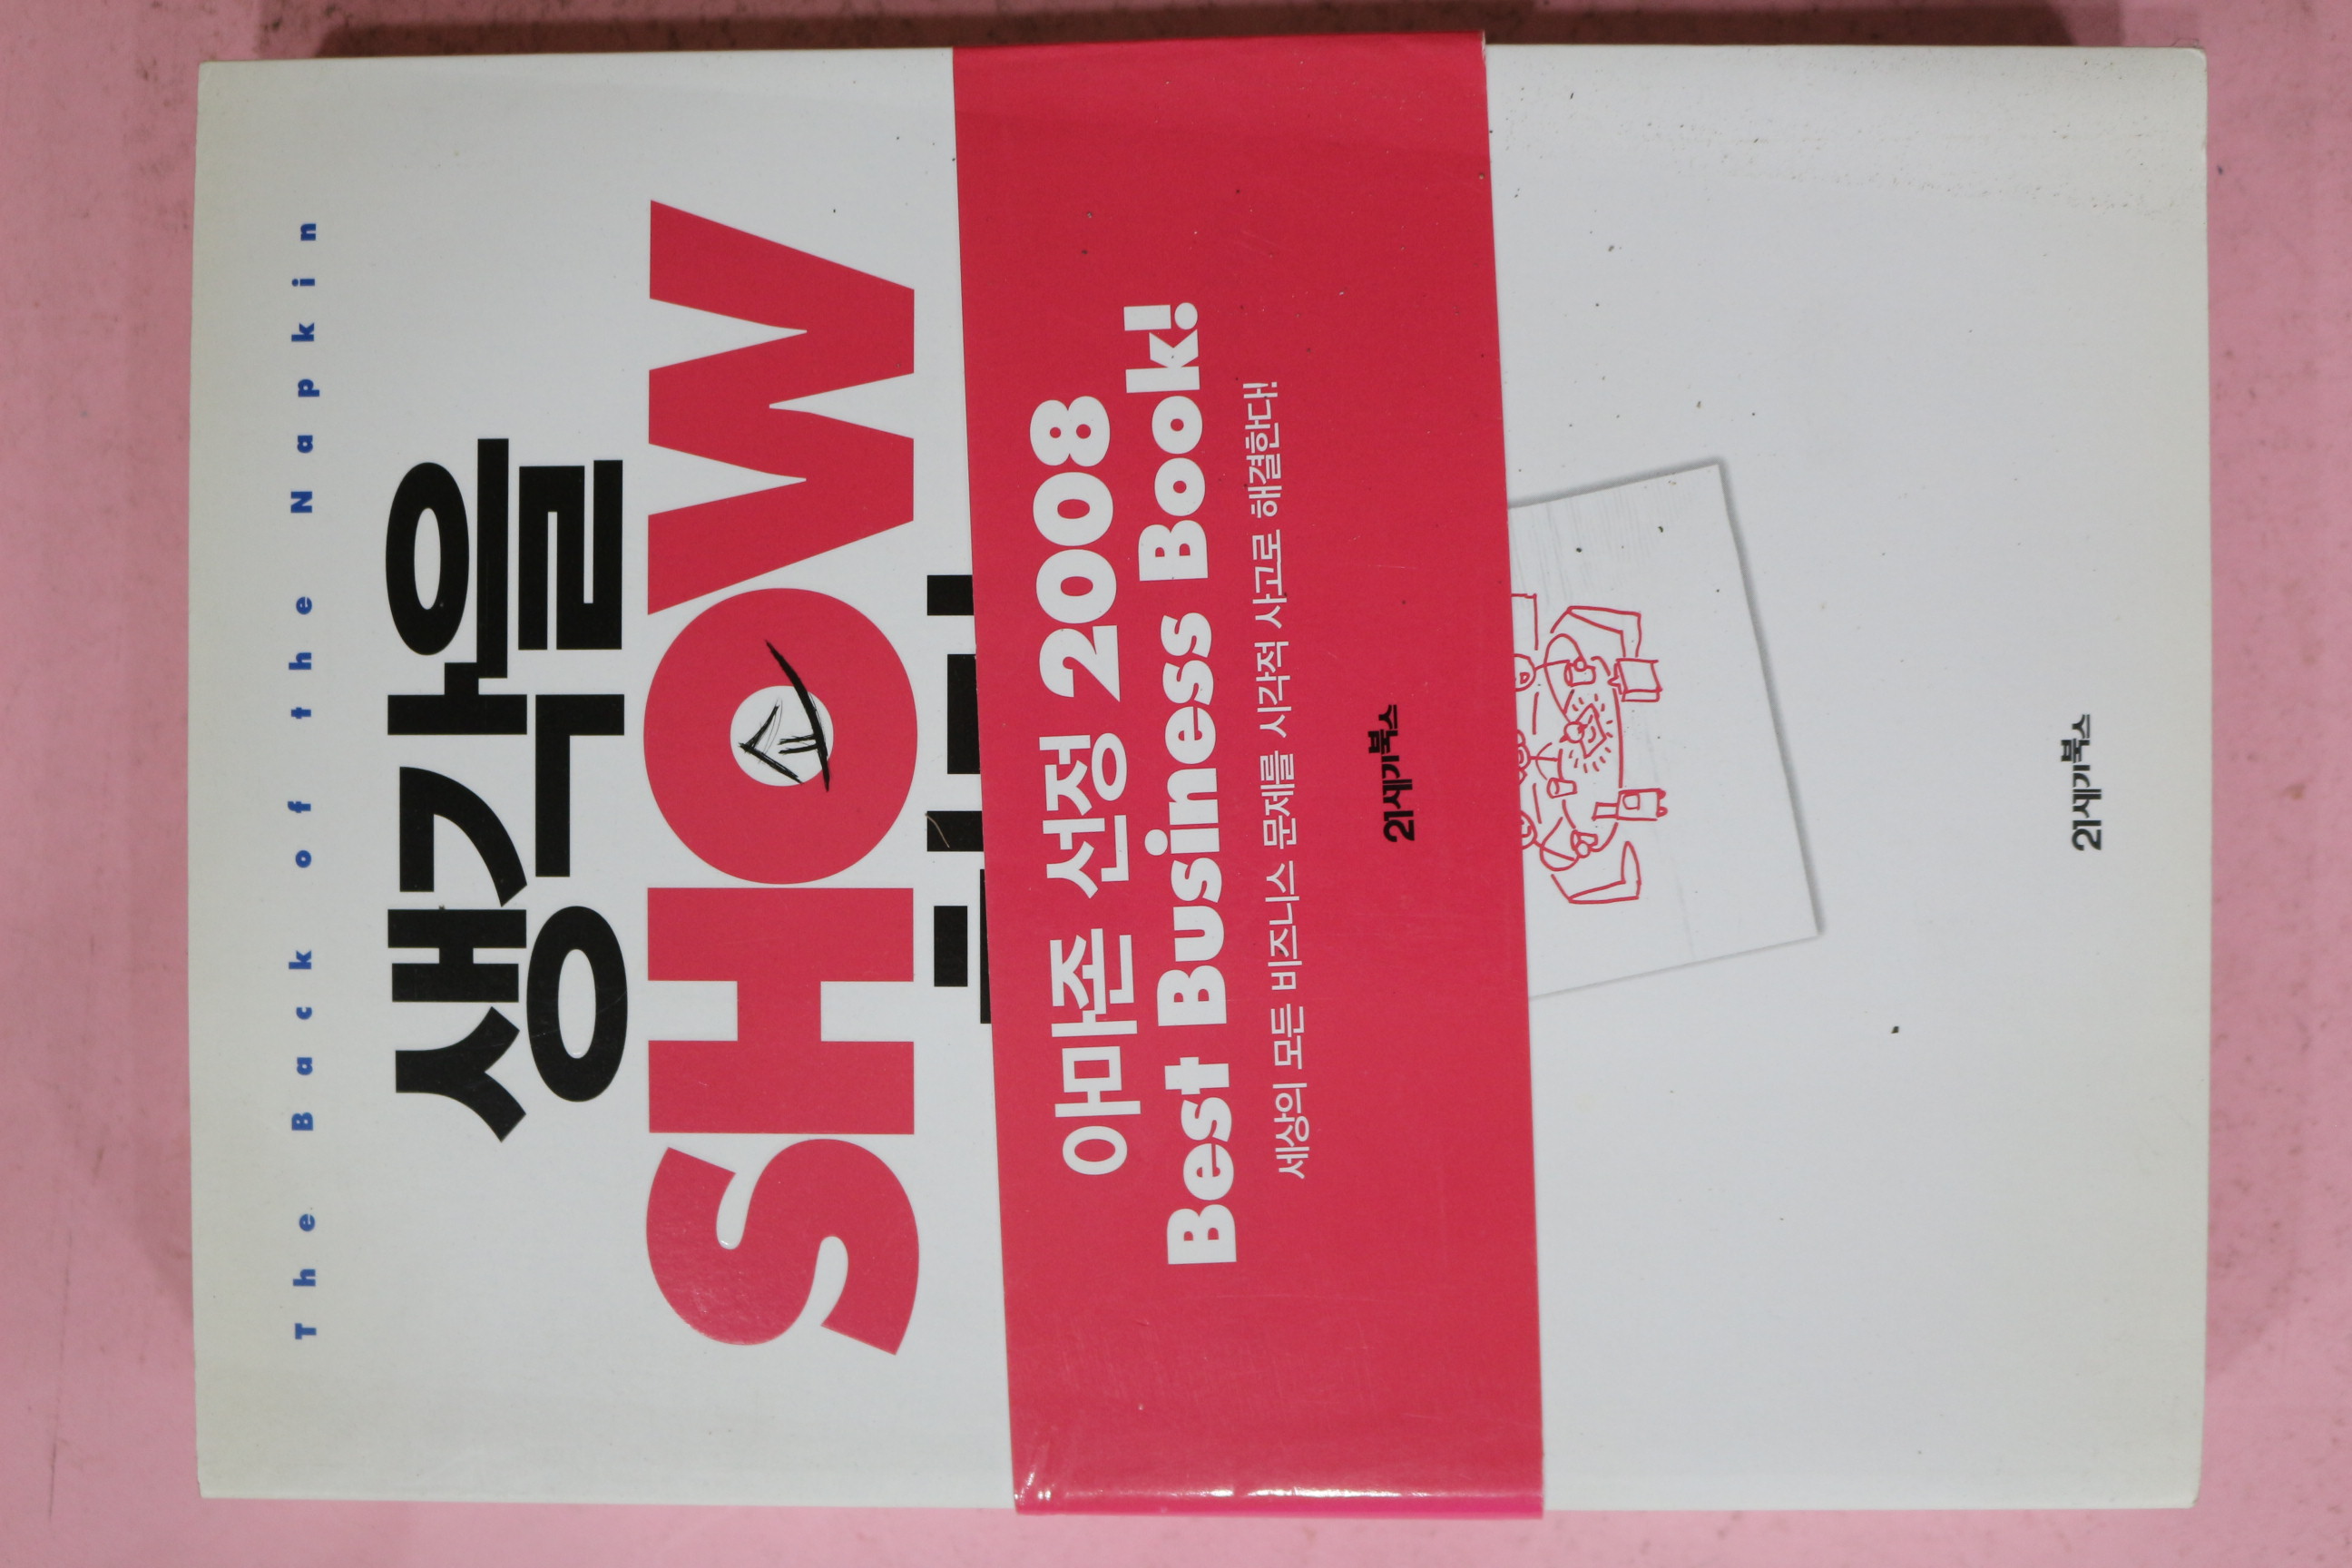 The Back of the Napkin
생각을
SHOW
아마존 선정 2008
Best Business Book!
세상의 모든 비즈니스 문제를 시각적 사고로 해결한다!
21세기북스
21세기북스